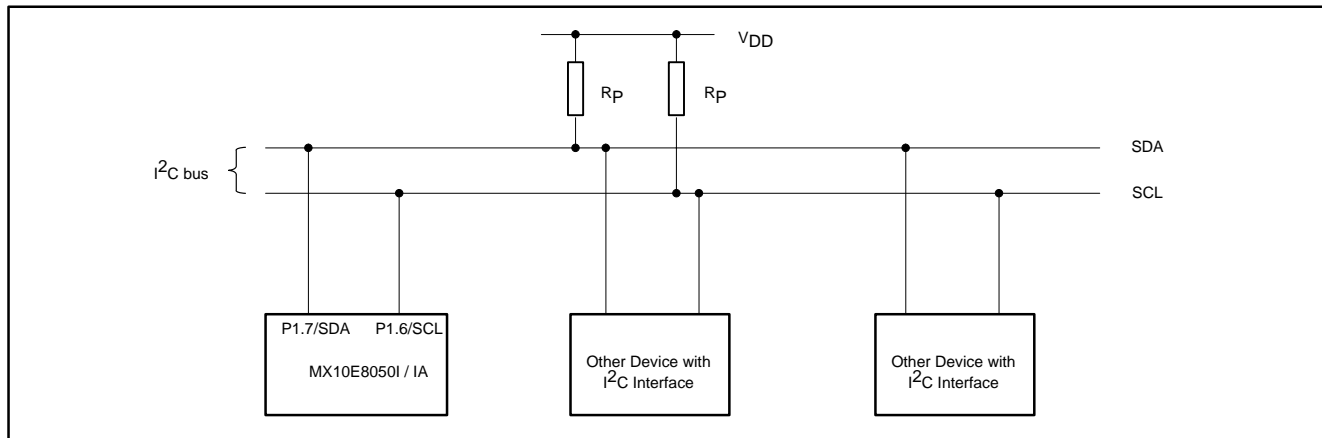 VDD
RP RP
SDA
I2C bus
SCL
P1.7/SDA P1.6/SCL
MX10E8050I / IA
Other Device with
I2C Interface
Other Device with
I2C Interface